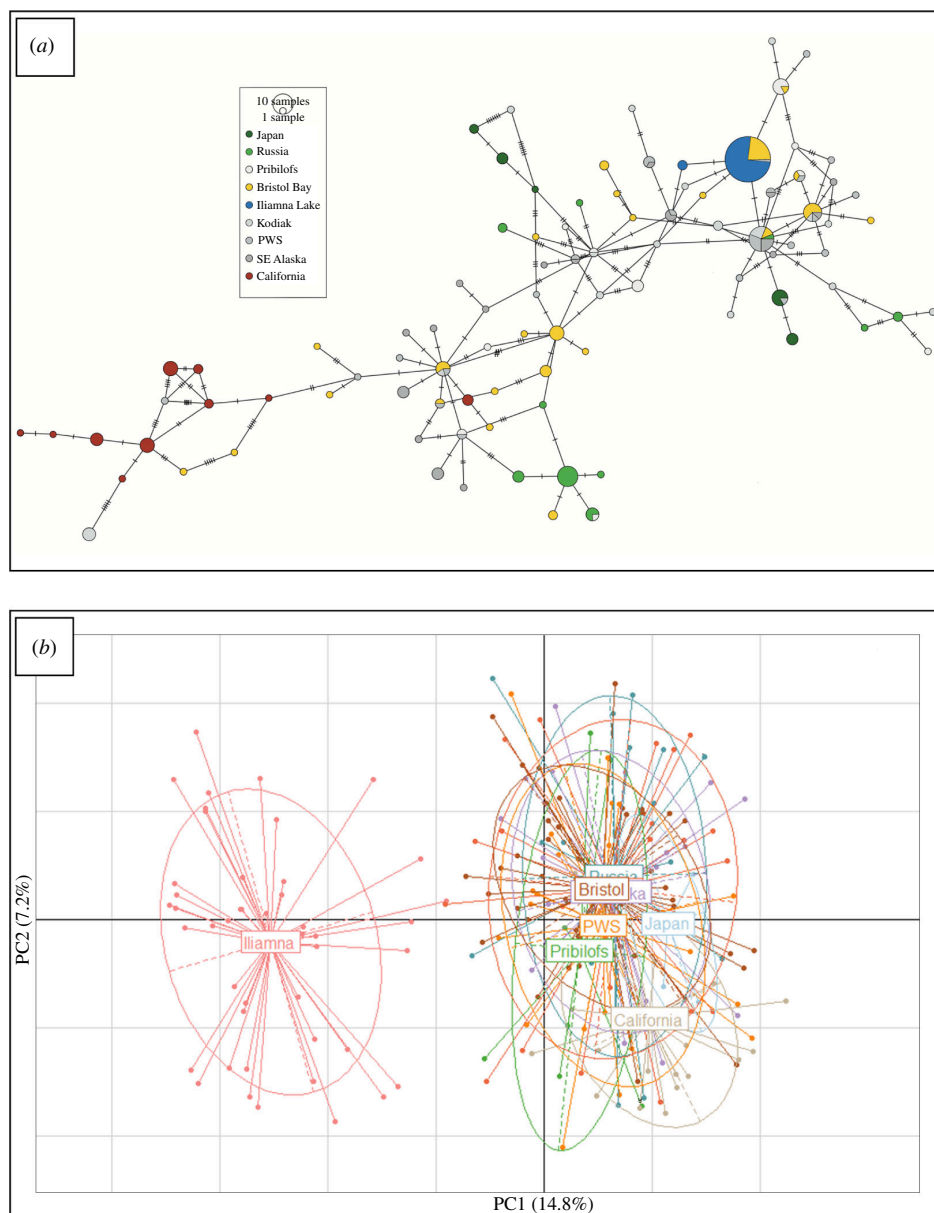 (a)
10 samples
1 sample
Japan
Russia
Pribilofs
Bristol Bay
Iliamna Lake
Kodiak
PWS
SE Alaska
California
(b)
PC2 (7.2%)
Russia
Bristol
ka
Iliamna
PWS
Japan
Pribilofs
California
PC1 (14.8%)